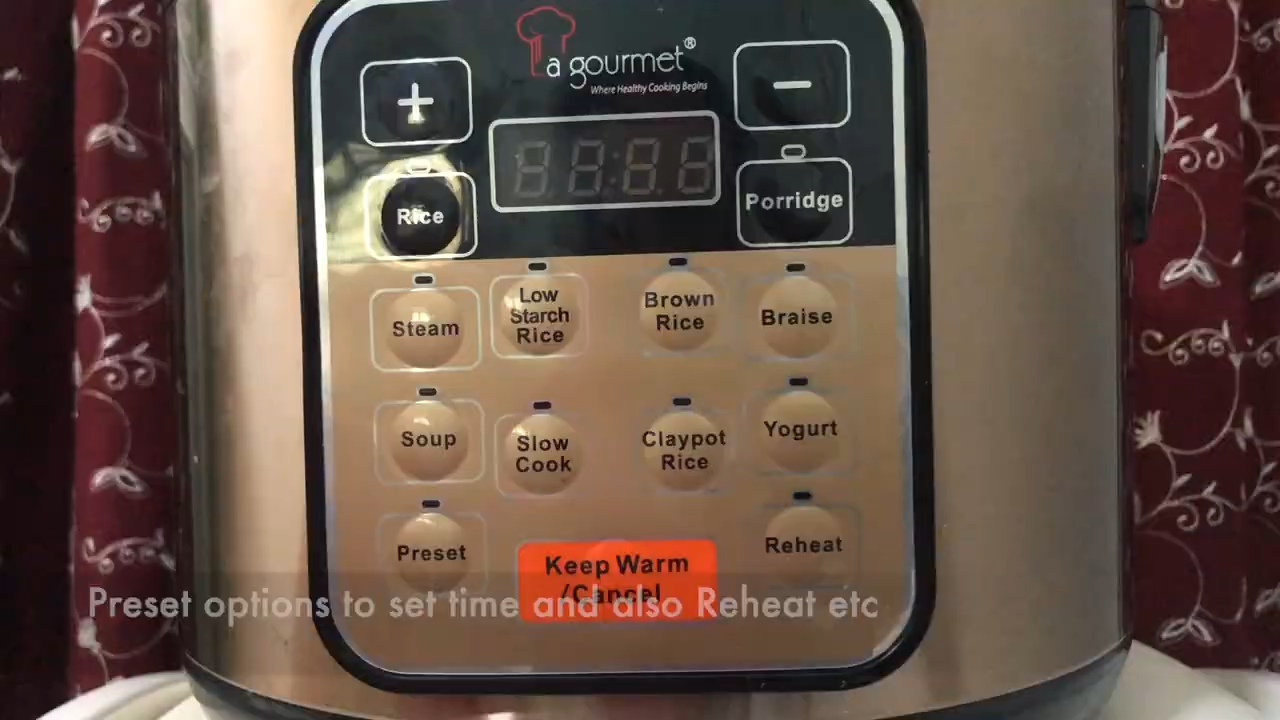 La gourmet®
Where Healthy Cooking Begins
+
−
Rice
Porridge
Steam
Low
Starch
Rice
Brown
Rice
Braise
Soup
Slow
Cook
Claypot
Rice
Yogurt
Preset
Keep Warm
/Cancel
Reheat
Preset options to set time and also Reheat etc